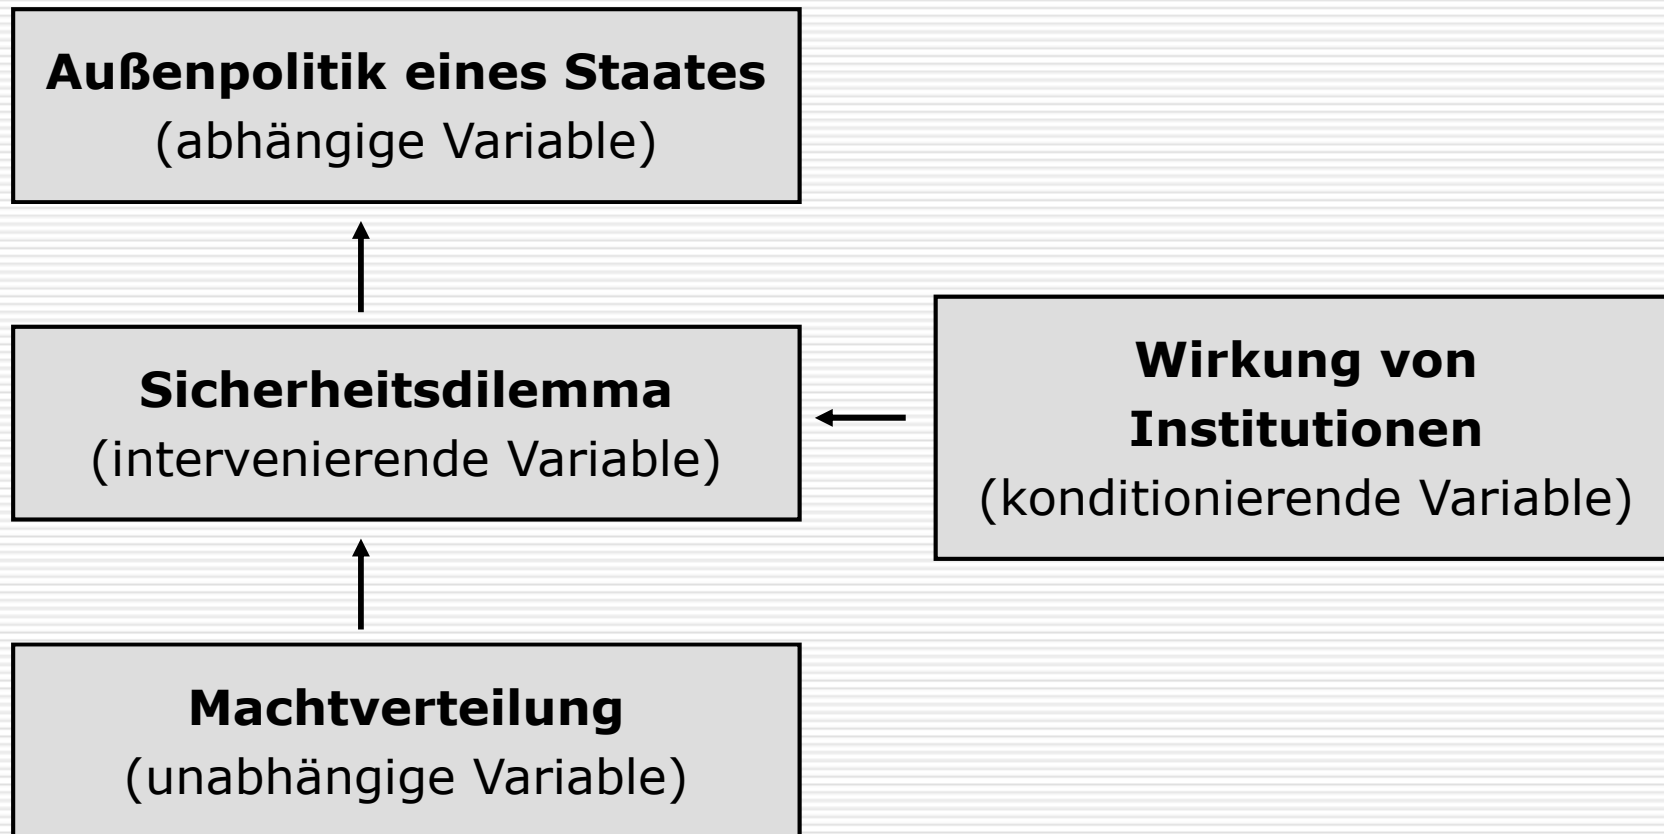 Außenpolitik eines Staates
(abhängige Variable)
Sicherheitsdilemma
(intervenierende Variable)
Wirkung von
Institutionen
(konditionierende Variable)
Machtverteilung
(unabhängige Variable)